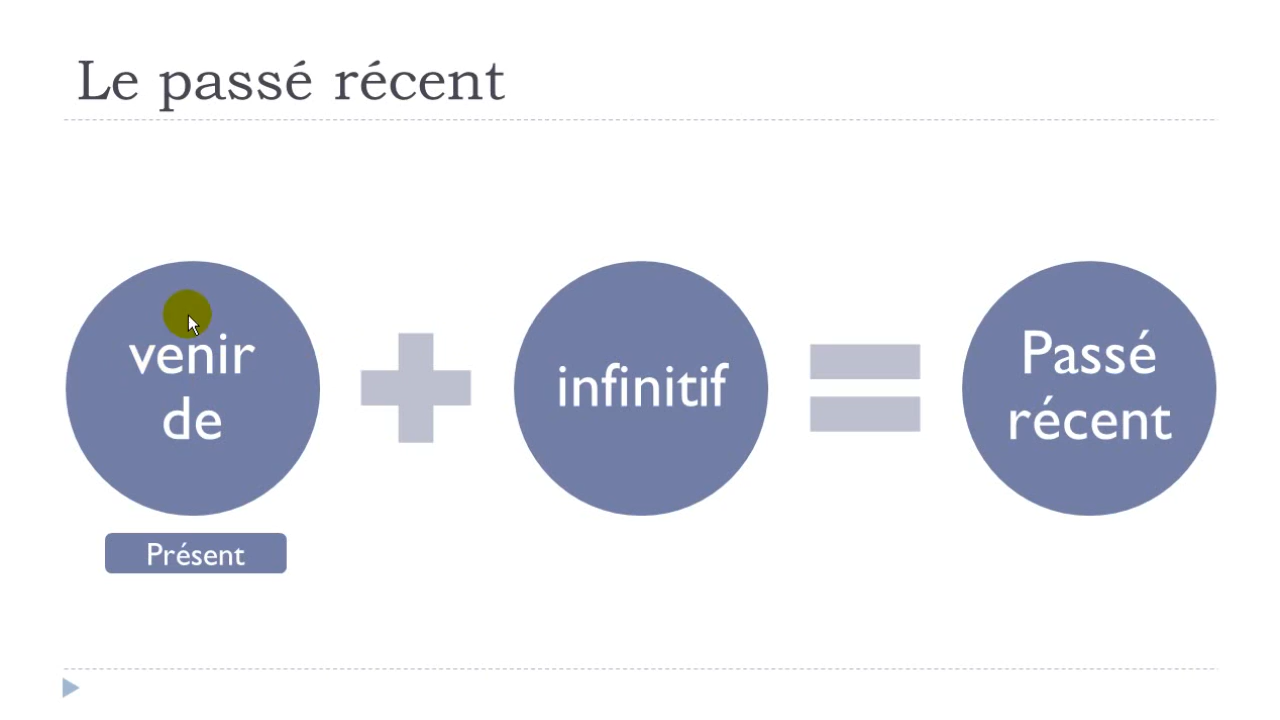 Le passé récent
venir
de
infinitif
Passé
récent
Présent